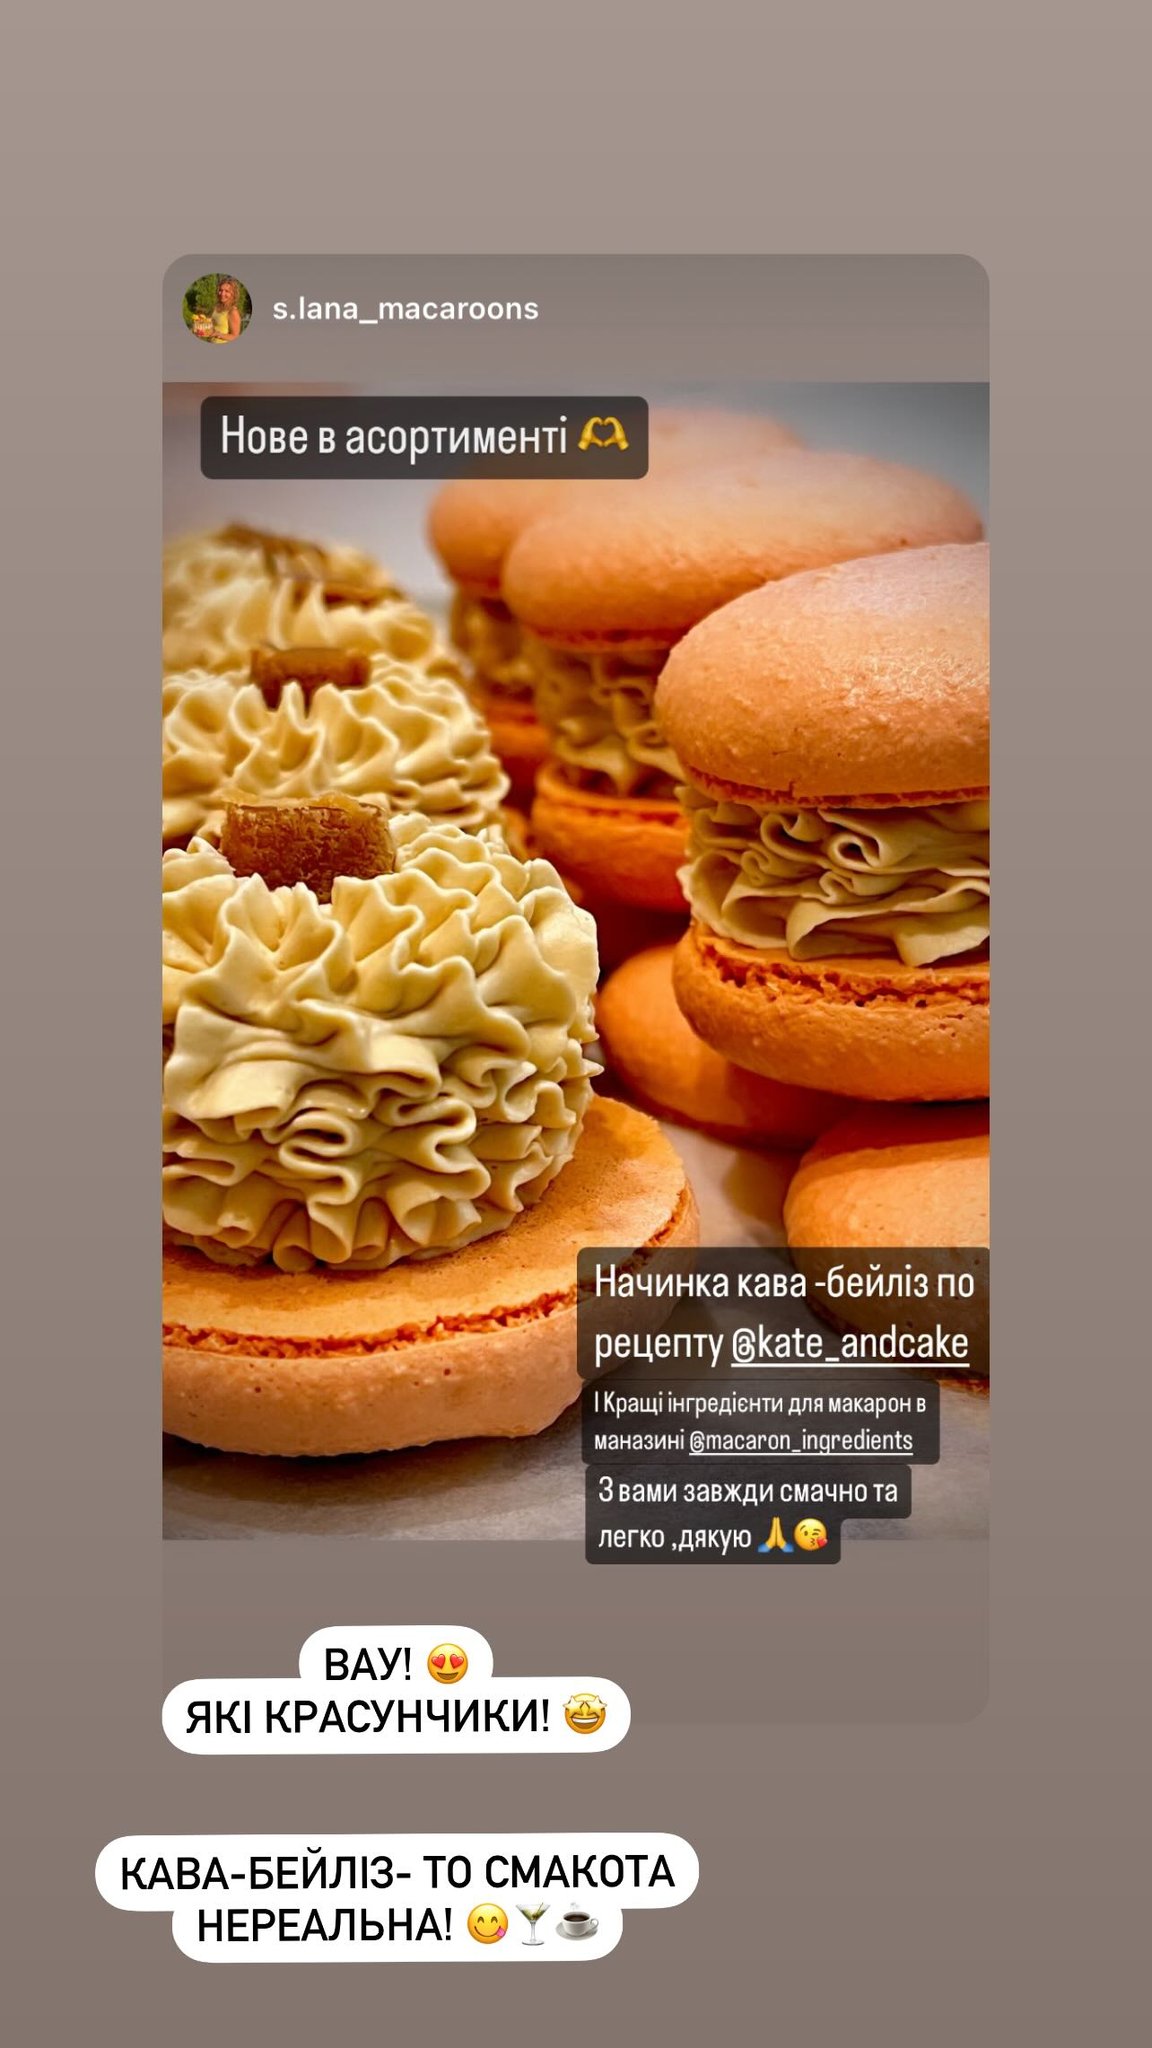 s.lana_macaroons
Нове в асортименті 🫶
Начинка кава -бейліз по
рецепту @kate_andcake
І Кращі інгредієнти для макарон в
маназині @macaron_ingredients
З вами завжди смачно та
легко ,дякую 🙏😘
ВАУ! 😍
ЯКІ КРАСУНЧИКИ! 🤩
КАВА-БЕЙЛІЗ- ТО СМАКОТА
НЕРЕАЛЬНА! 😋🍸☕